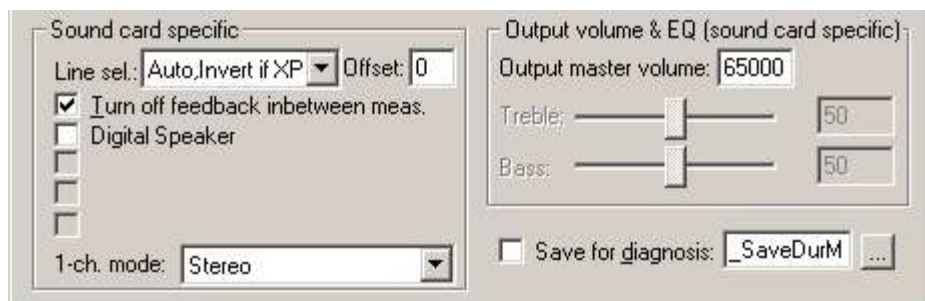 Sound card specific
Line sel.: Auto,Invert if XP Offset: 0
Turn off feedback inbetween meas.
Digital Speaker
1-ch. mode: Stereo
Output volume & EQ (sound card specific)
Output master volume: 65000
Treble: 50
Bass: 50
Save for diagnosis: _SaveDurM ...